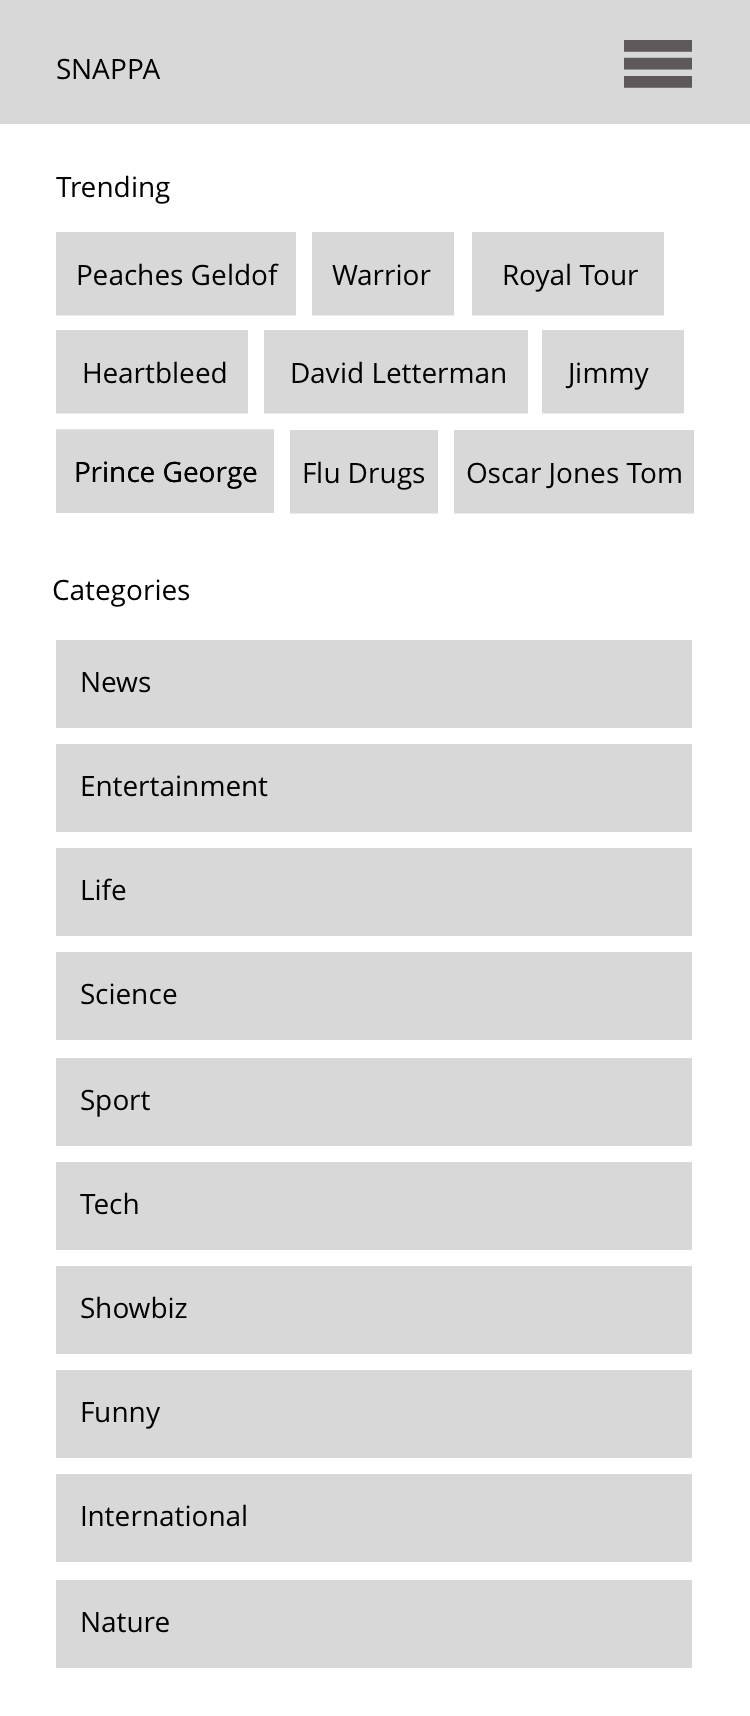 SNAPPA
Trending
Peaches Geldof Warrior Royal Tour
Heartbleed David Letterman Jimmy
Prince George Flu Drugs Oscar Jones Tom
Categories
News
Entertainment
Life
Science
Sport
Tech
Showbiz
Funny
International
Nature